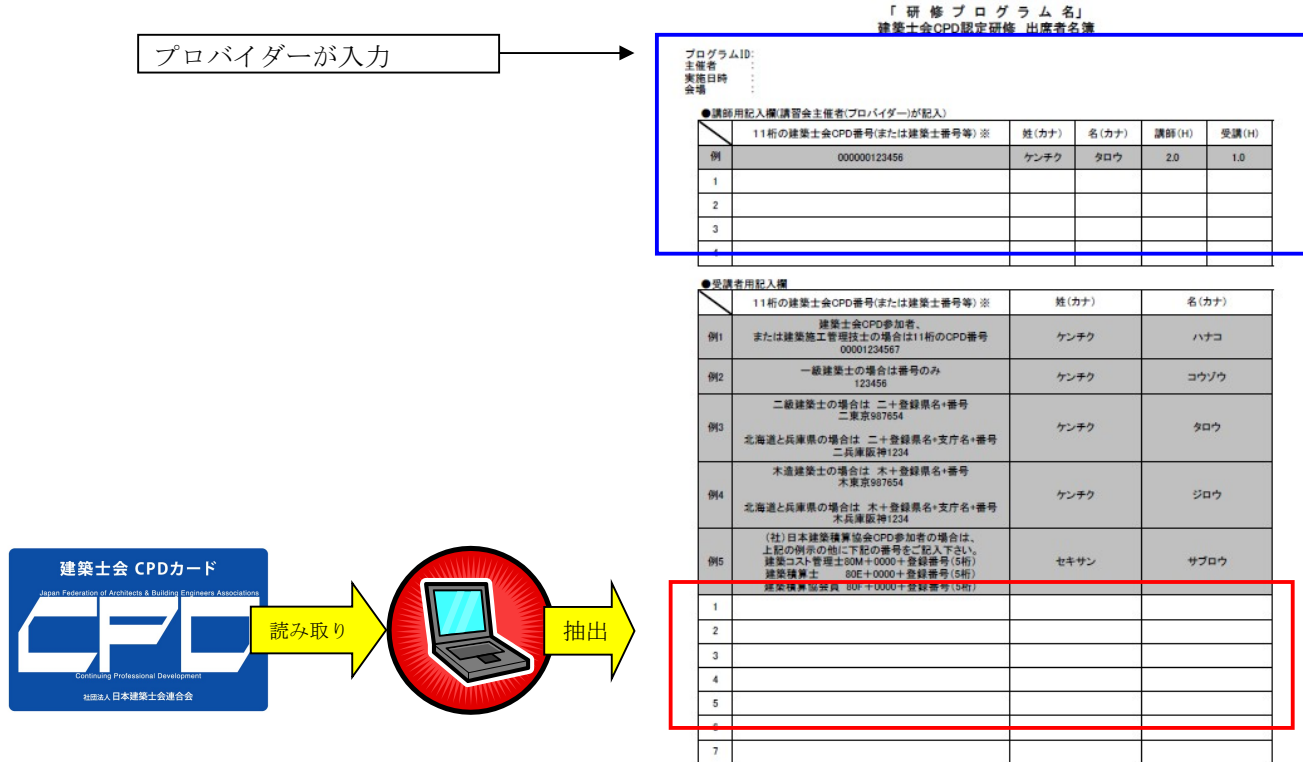 「 研 修 プ ロ グ ラ ム 名」
建築士会CPD認定研修 出席者名簿
プロバイダーが入力
プログラムID:
主催者 :
実施日時 :
会場 :
●講師用記入欄(講習会主催者(プロバイダー)が記入)
11桁の建築士会CPD番号(または建築士番号等)※ 姓(カナ) 名(カナ) 講師(H) 受講(H)
例 000000123456 ケンチク タロウ 2.0 1.0
1
2
3
4
●受講者用記入欄
11桁の建築士会CPD番号(または建築士番号等)※ 姓(カナ) 名(カナ)
建築士会CPD参加者、
例1 または建築施工管理技士の場合は11桁のCPD番号 ケンチク ハナコ
00001234567
例2 一級建築士の場合は番号のみ ケンチク コウゾウ
123456
二級建築士の場合は 二+登録県名+番号
二東京987654
例3 ケンチク タロウ
北海道と兵庫県の場合は 二+登録県名+支庁名+番号
二兵庫阪神1234
木造建築士の場合は 木+登録県名+番号
木東京987654
例4 ケンチク ジロウ
北海道と兵庫県の場合は 木+登録県名+支庁名+番号
木兵庫阪神1234
(社)日本建築積算協会CPD参加者の場合は、
上記の例示の他に下記の番号をご記入下さい。
例5 建築コスト管理士80M+0000+登録番号(5桁) セキサン サブロウ
建築積算士 80E+0000+登録番号(5桁)
建築積算協会員 80F+0000+登録番号(5桁)
1
2
3
4
5
6
7
建築士会 CPDカード
Japan Federation of Architects & Building Engineers Associations
CPD
Continuing Professional Development
社団法人 日本建築士会連合会
読み取り
抽出